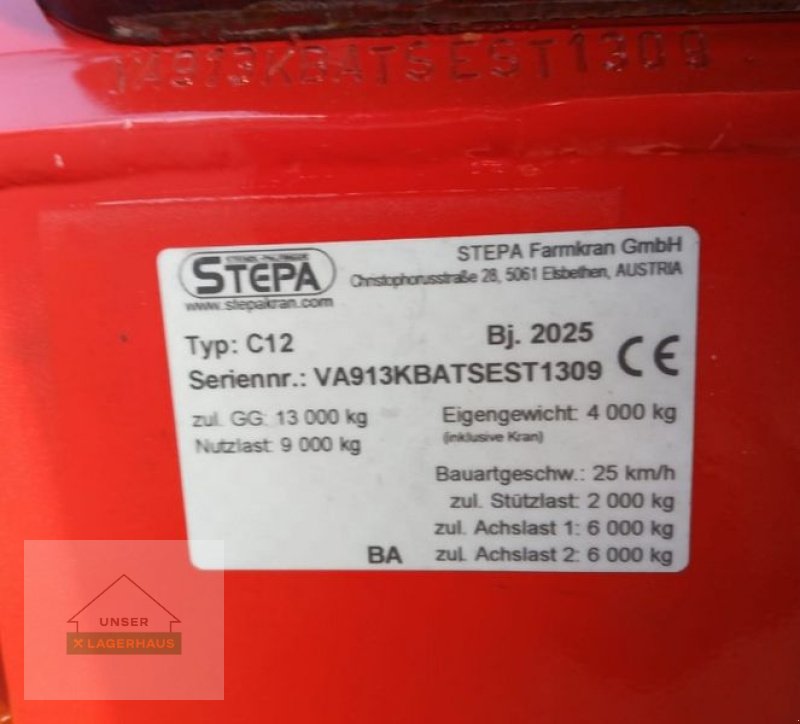 VA913KBATSEST1309
STEPA
www.stepakran.com
STEPA Farmkran GmbH
Christophorusstraße 28, 5061 Elsbethen, AUSTRIA
Typ: C12
Bj. 2025
Seriennr.: VA913KBATSEST1309 CE
zul. GG: 13 000 kg
Nutzlast: 9 000 kg
Eigengewicht: 4 000 kg
(inklusive Kran)
Bauartgeschw.: 25 km/h
zul. Stützlast: 2 000 kg
zul. Achslast 1: 6 000 kg
BA zul. Achslast 2: 6 000 kg
UNSER
X LAGERHAUS